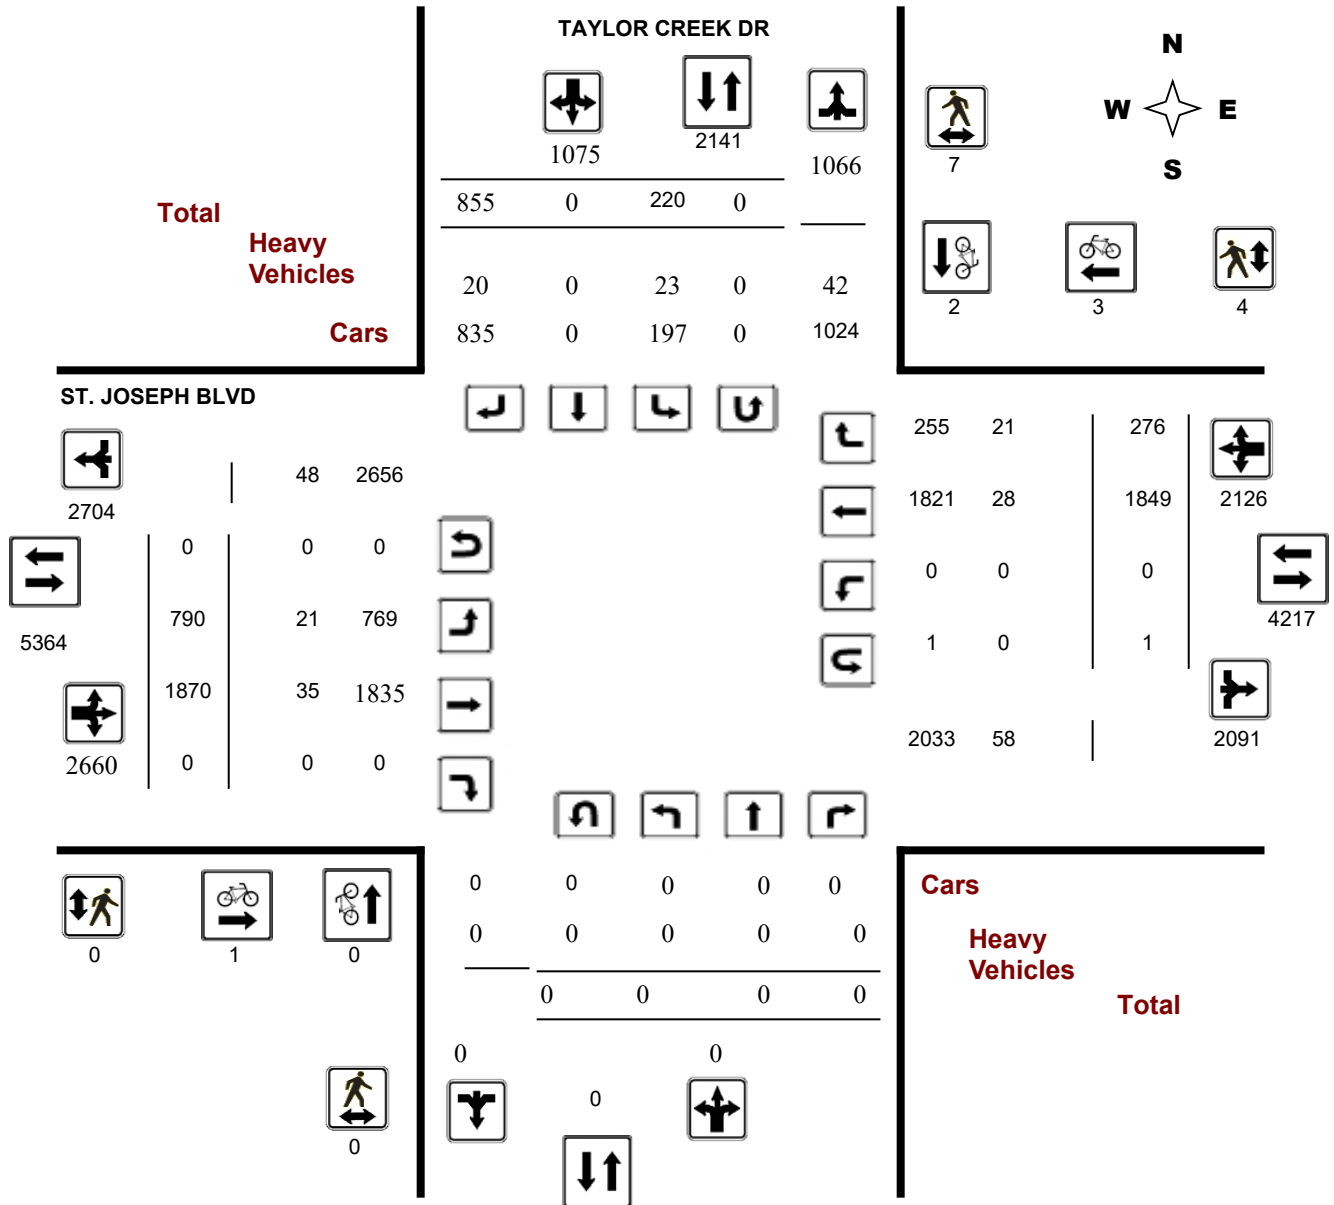 TAYLOR CREEK DR
N
W E
S
1075 2141 1066 7
855 0 220 0
Total
Heavy
Vehicles
20 0 23 0 42
2 3 4
Cars
835 0 197 0 1024
ST. JOSEPH BLVD
255 21 276
48 2656
2704
1821 28 1849 2126
0 0 0
0 0 0
790 21 769
5364
4217
1 0 1
1870 35 1835
2033 58 2091
2660 0 0 0
0 0 0 0 0
Cars
0 0 0 0 0
Heavy
Vehicles
0 1 0
0 0 0 0
Total
0 0
0
0